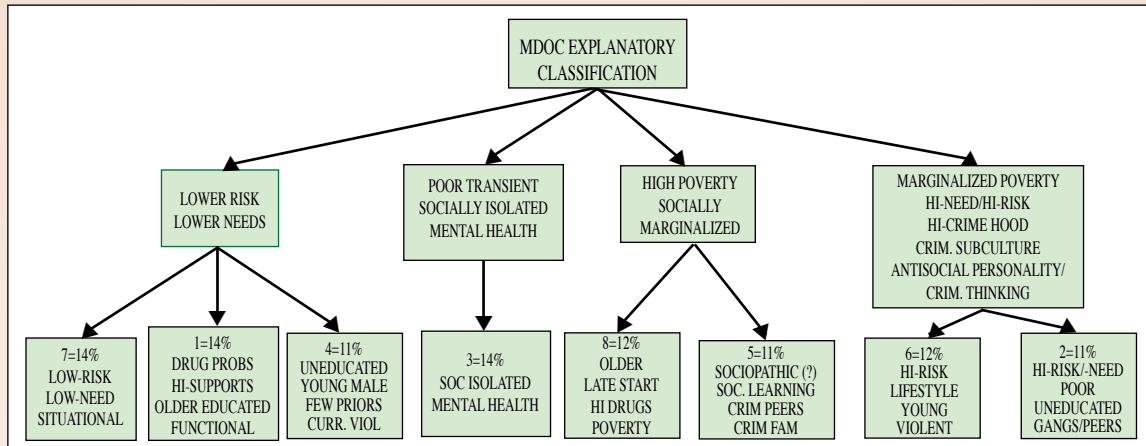 MDOC EXPLANATORY
CLASSIFICATION
LOWER RISK
LOWER NEEDS
POOR TRANSIENT
SOCIALLY ISOLATED
MENTAL HEALTH
HIGH POVERTY
SOCIALLY
MARGINALIZED
MARGINALIZED POVERTY
HI-NEED/HI-RISK
HI-CRIME HOOD
CRIM. SUBCULTURE
ANTISOCIAL PERSONALITY/
CRIM. THINKING
7=14%
LOW-RISK
LOW-NEED
SITUATIONAL
1=14%
DRUG PROBS
HI-SUPPORTS
OLDER EDUCATED
FUNCTIONAL
4=11%
UNEDUCATED
YOUNG MALE
FEW PRIORS
CURR. VIOL
3=14%
SOC ISOLATED
MENTAL HEALTH
8=12%
OLDER
LATE START
HI DRUGS
POVERTY
5=11%
SOCIOPATHIC (?)
SOC. LEARNING
CRIM PEERS
CRIM FAM
6=12%
HI-RISK
LIFESTYLE
YOUNG
VIOLENT
2=11%
HI-RISK/-NEED
POOR
UNEDUCATED
GANGS/PEERS